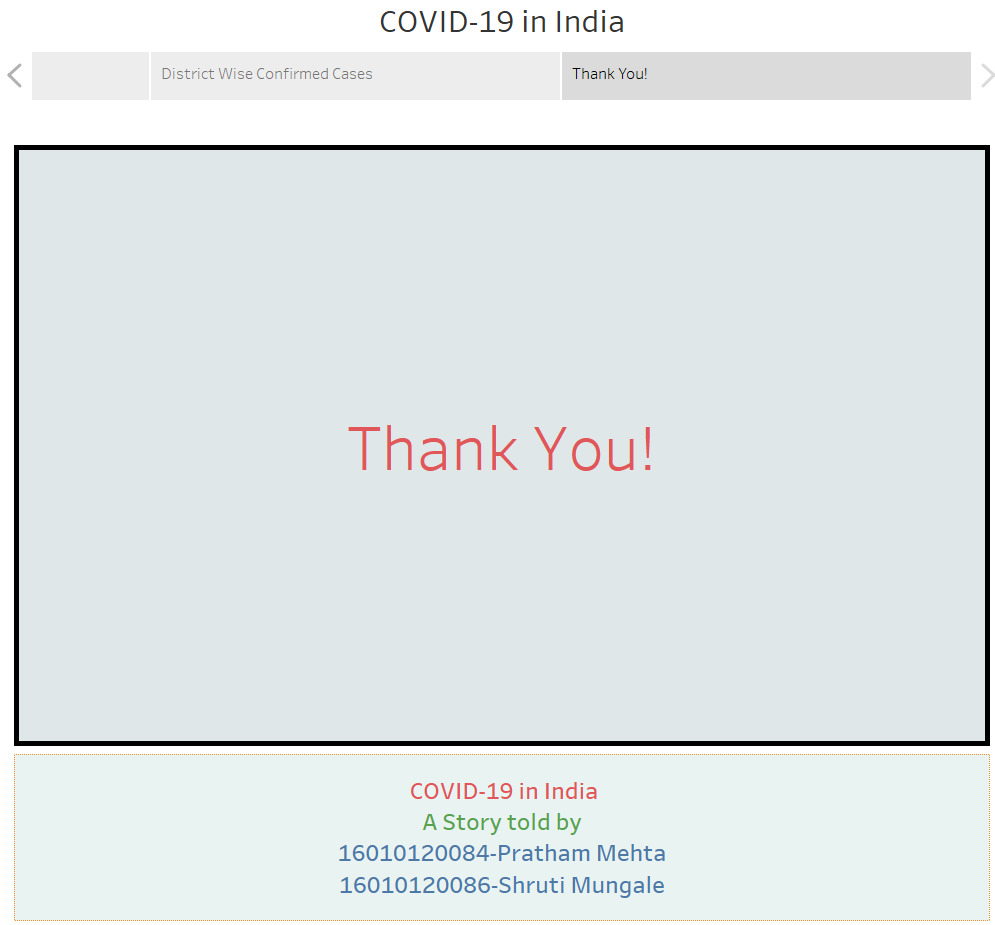 COVID-19 in India
District Wise Confirmed Cases
Thank You!
Thank You!
COVID-19 in India
A Story told by
16010120084-Pratham Mehta
16010120086-Shruti Mungale